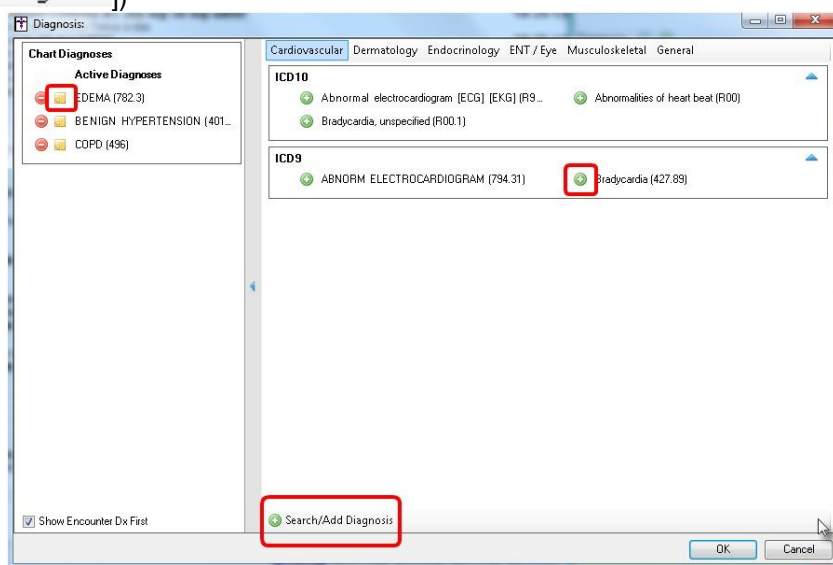 ])
Diagnosis:
Chart Diagnoses
Active Diagnoses
EDEMA (782.3)
BENIGN HYPERTENSION (401...
COPD (496)
Show Encounter Dx First
Cardiovascular Dermatology Endocrinology ENT / Eye Musculoskeletal General
ICD10
Abnormal electrocardiogram [ECG] [EKG] (R9... Abnormalities of heart beat (R00)
Bradycardia, unspecified (R00.1)
ICD9
ABNORM ELECTROCARDIOGRAM (794.31) Bradycardia (427.89)
Search/Add Diagnosis
OK Cancel